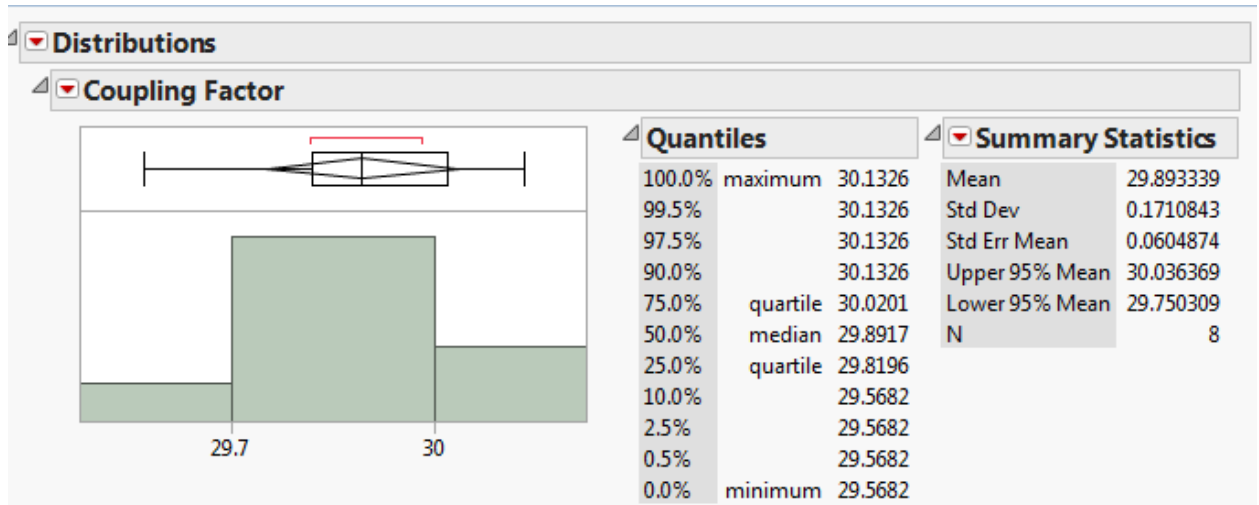 Distributions
Coupling Factor
29.7 30
Quantiles
100.0% maximum 30.1326
99.5% 30.1326
97.5% 30.1326
90.0% 30.1326
75.0% quartile 30.0201
50.0% median 29.8917
25.0% quartile 29.8196
10.0% 29.5682
2.5% 29.5682
0.5% 29.5682
0.0% minimum 29.5682
Summary Statistics
Mean 29.893339
Std Dev 0.1710843
Std Err Mean 0.0604874
Upper 95% Mean 30.036369
Lower 95% Mean 29.750309
N 8